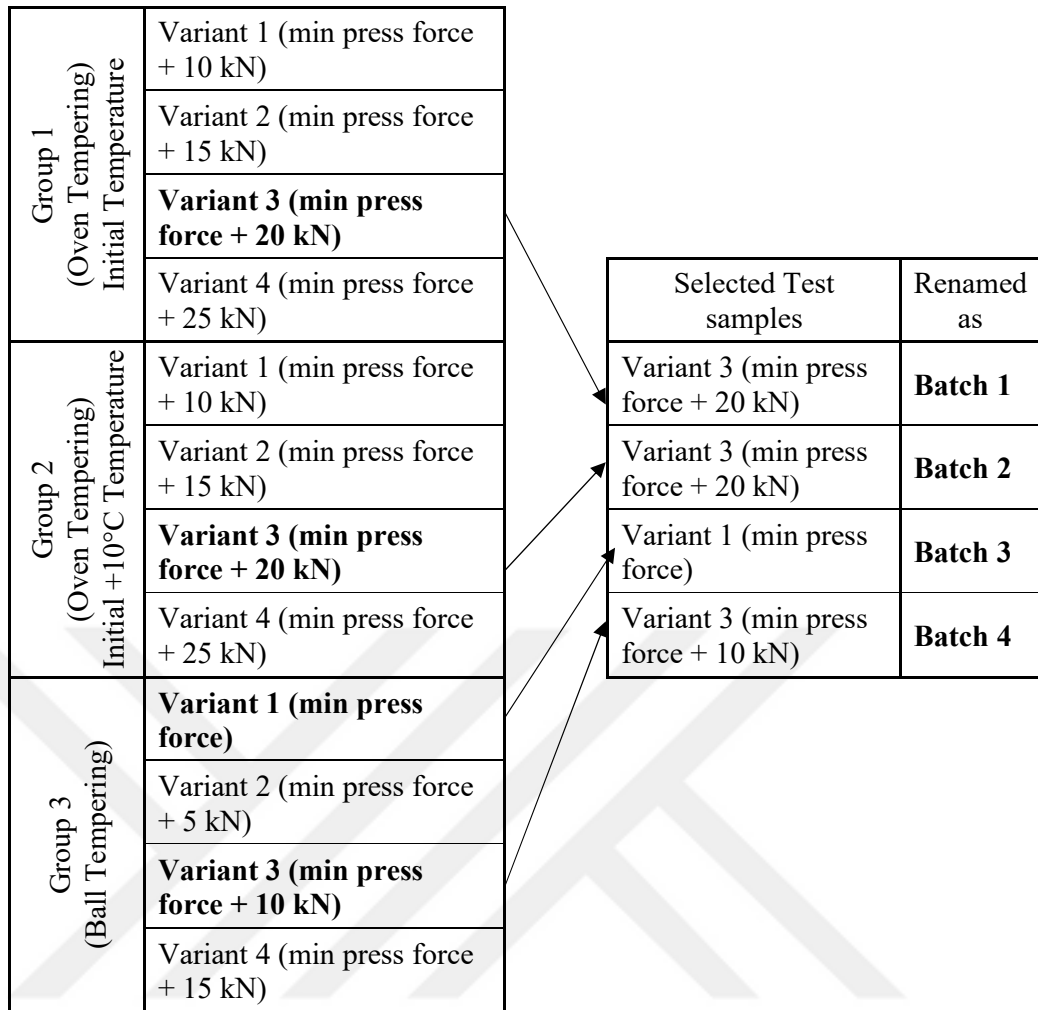 Group 1
(Oven Tempering)
Initial Temperature
Variant 1 (min press force
+ 10 kN)
Variant 2 (min press force
+ 15 kN)
Variant 3 (min press
force + 20 kN)
Variant 4 (min press force
+ 25 kN)
Group 2
(Oven Tempering)
Initial +10°C Temperature
Variant 1 (min press force
+ 10 kN)
Variant 2 (min press force
+ 15 kN)
Variant 3 (min press
force + 20 kN)
Variant 4 (min press force
+ 25 kN)
Group 3
(Ball Tempering)
Variant 1 (min press
force)
Variant 2 (min press force
+ 5 kN)
Variant 3 (min press
force + 10 kN)
Variant 4 (min press force
+ 15 kN)
Selected Test
samples
Renamed
as
Variant 3 (min press
force + 20 kN)
Batch 1
Variant 3 (min press
force + 20 kN)
Batch 2
Variant 1 (min press
force)
Batch 3
Variant 3 (min press
force + 10 kN)
Batch 4